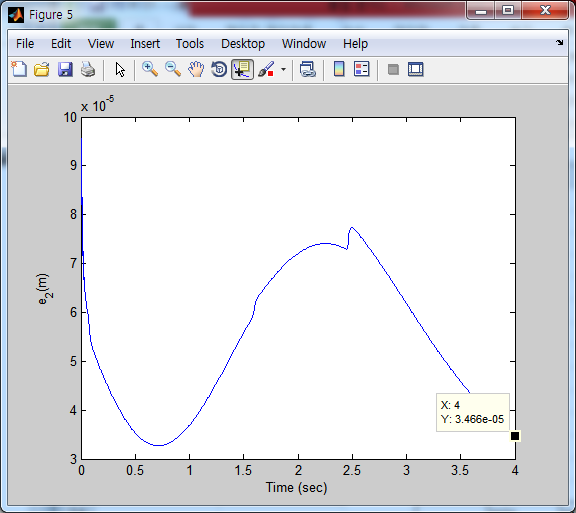 Figure 5
File Edit View Insert Tools Desktop Window Help
x 10^-5
10
9
8
7
6
5
4
3
e_2(m)
X: 4
Y: 3.466e-05
0 0.5 1 1.5 2 2.5 3 3.5 4
Time (sec)